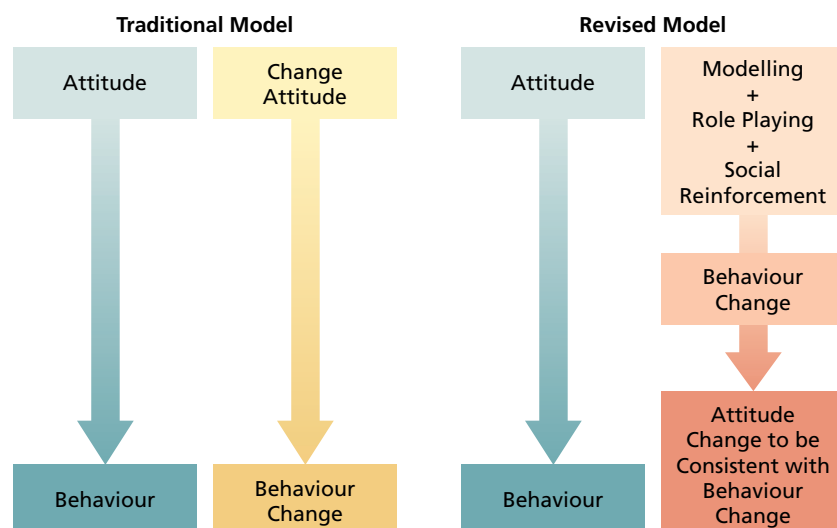 Traditional Model
Attitude
Change
Attitude
Behaviour
Behaviour
Change
Revised Model
Attitude
Modelling
+
Role Playing
+
Social
Reinforcement
Behaviour
Change
Behaviour
Attitude
Change to be
Consistent with
Behaviour
Change